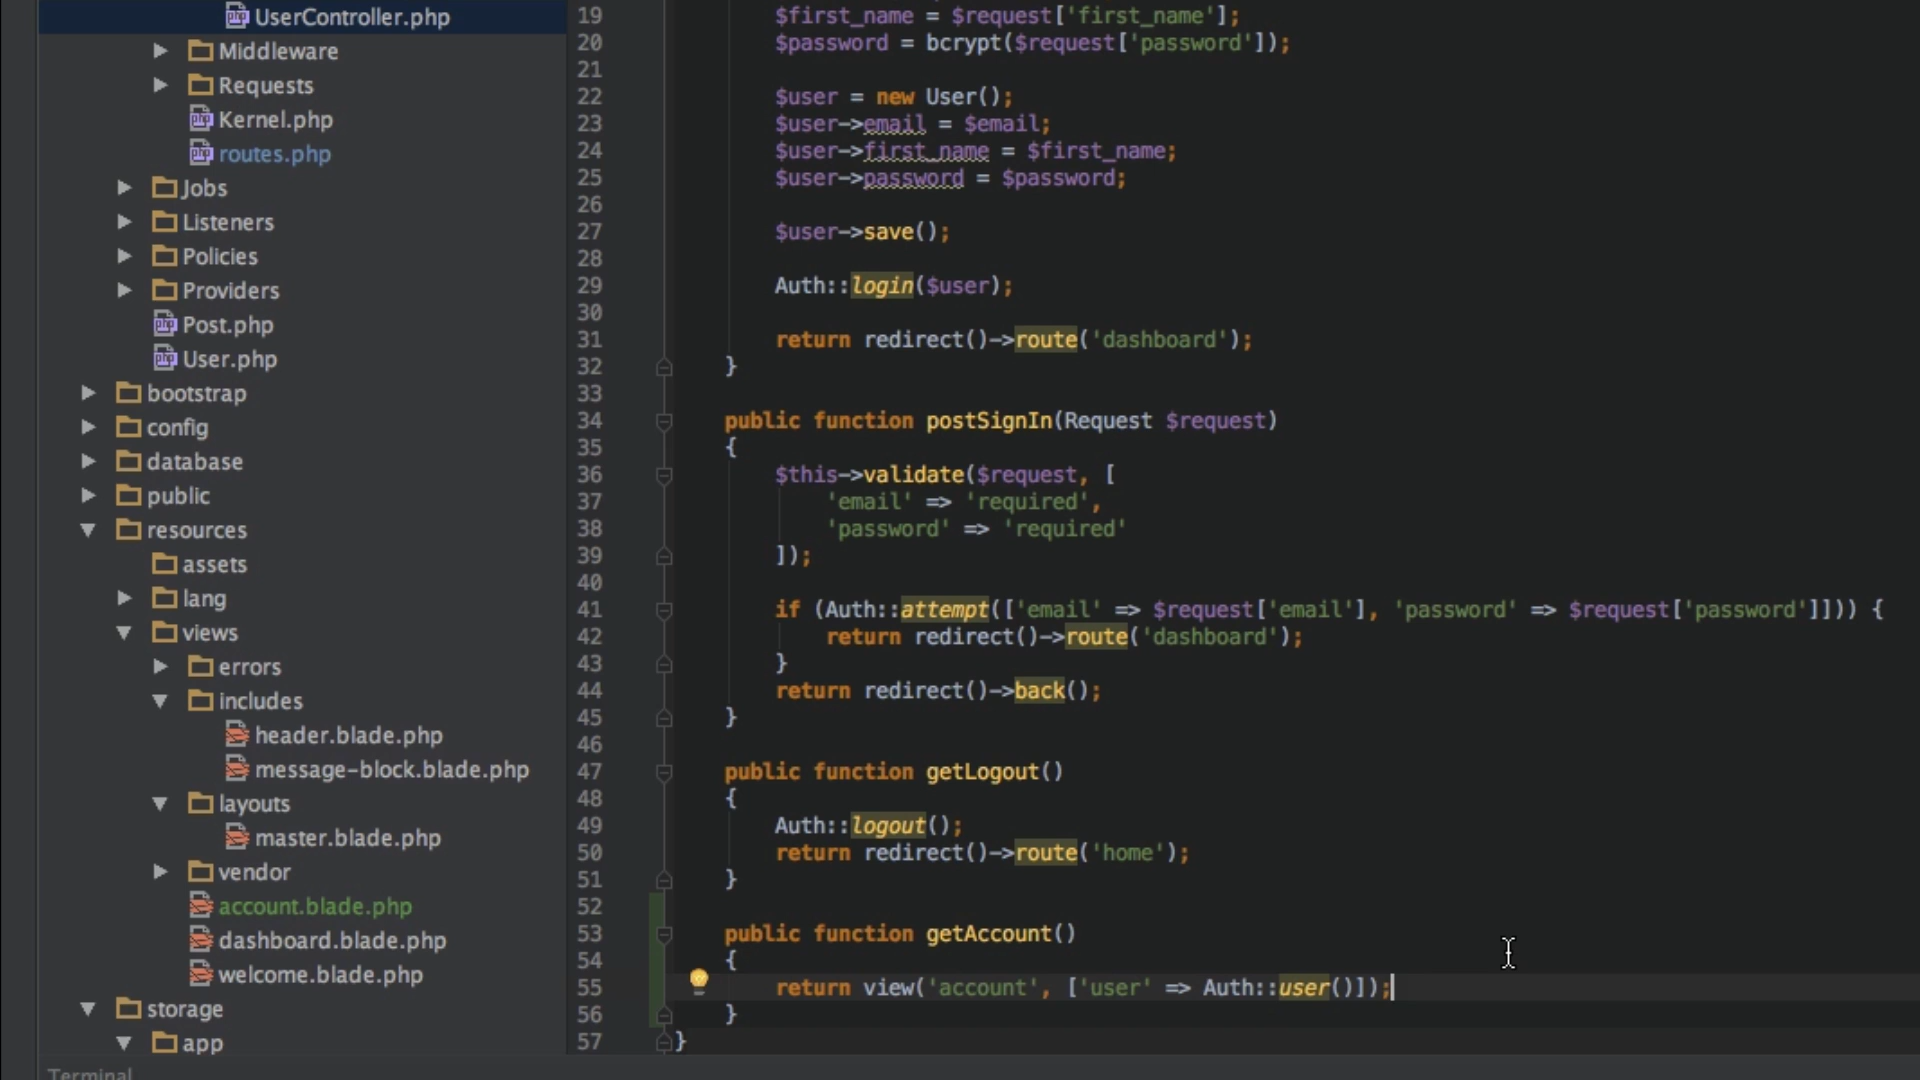 UserController.php
Middleware
Requests
Kernel.php
routes.php
Jobs
Listeners
Policies
Providers
Post.php
User.php
bootstrap
config
database
public
resources
assets
lang
views
errors
includes
header.blade.php
message-block.blade.php
layouts
master.blade.php
vendor
account.blade.php
dashboard.blade.php
welcome.blade.php
storage
app
Terminal
19 $first_name = $request['first_name'];
20 $password = bcrypt($request['password']);
21
22 $user = new User();
23 $user->email = $email;
24 $user->first_name = $first_name;
25 $user->password = $password;
26
27 $user->save();
28
29 Auth::login($user);
30
31 return redirect()->route('dashboard');
32 }
33
34 public function postSignIn(Request $request)
35 {
36 $this->validate($request, [
37 'email' => 'required',
38 'password' => 'required'
39 ]);
40
41 if (Auth::attempt(['email' => $request['email'], 'password' => $request['password']])) {
42 return redirect()->route('dashboard');
43 }
44 return redirect()->back();
45 }
46
47 public function getLogout()
48 {
49 Auth::logout();
50 return redirect()->route('home');
51 }
52
53 public function getAccount()
54 {
55 return view('account', ['user' => Auth::user()]);
56 }
57 }